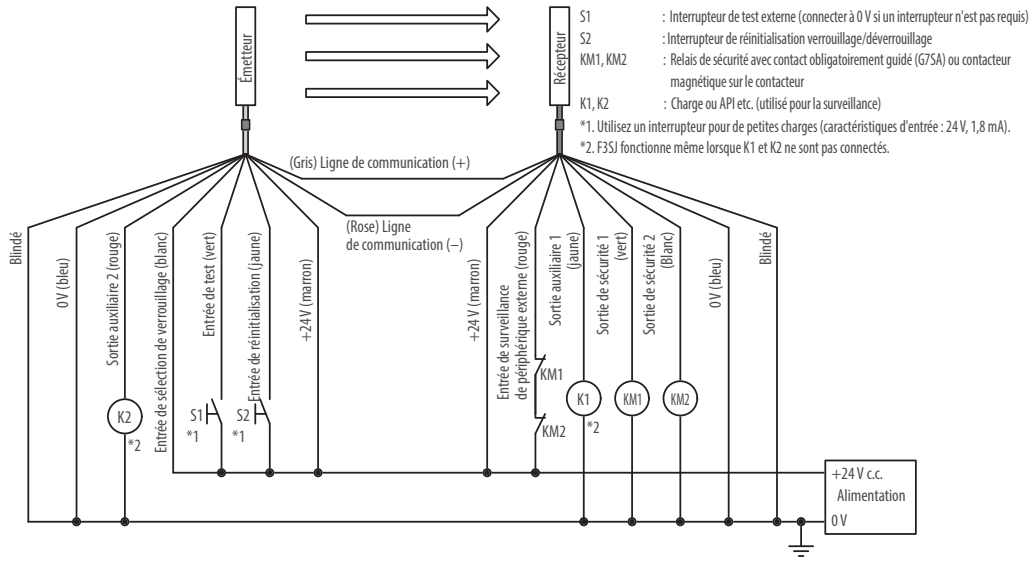 Émetteur
Récepteur
S1 : Interrupteur de test externe (connecter à 0 V si un interrupteur n'est pas requis)
S2 : Interrupteur de réinitialisation verrouillage/déverrouillage
KM1, KM2 : Relais de sécurité avec contact obligatoirement guidé (G7SA) ou contacteur
magnétique sur le contacteur
K1, K2 : Charge ou API etc. (utilisé pour la surveillance)
*1. Utilisez un interrupteur pour de petites charges (caractéristiques d'entrée : 24 V, 1,8 mA).
*2. F3SJ fonctionne même lorsque K1 et K2 ne sont pas connectés.
(Gris) Ligne de communication (+)
(Rose) Ligne
de communication (–)
Blindé
0 V (bleu)
Sortie auxiliaire 2 (rouge)
Entrée de sélection de verrouillage (blanc)
Entrée de test (vert)
Entrée de réinitialisation (jaune)
+24 V (marron)
+24 V (marron)
Entrée de surveillance
de périphérique externe (rouge)
Sortie auxiliaire 1
(jaune)
Sortie de sécurité 1
(vert)
Sortie de sécurité 2
(Blanc)
0 V (bleu)
Blindé
K2
*2
S1
*1
S2
*1
KM1
KM2
K1
*2
KM1
KM2
+24 V c.c.
Alimentation
0 V